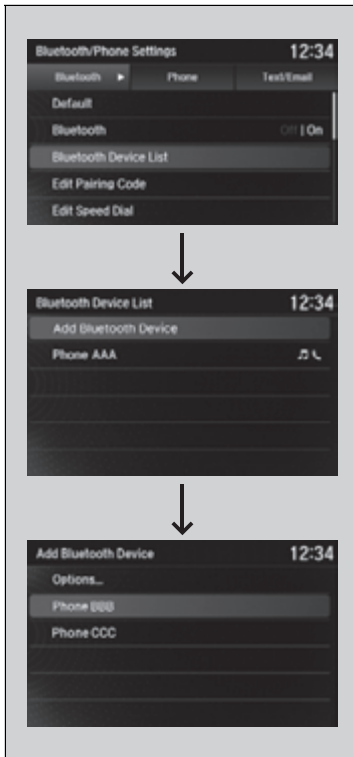 Bluetooth/Phone Settings 12:34
Bluetooth Phone Text/Email
Default
Bluetooth Off | On
Bluetooth Device List
Edit Pairing Code
Edit Speed Dial
Bluetooth Device List 12:34
Add Bluetooth Device
Phone AAA
Add Bluetooth Device 12:34
Options...
Phone BBB
Phone CCC